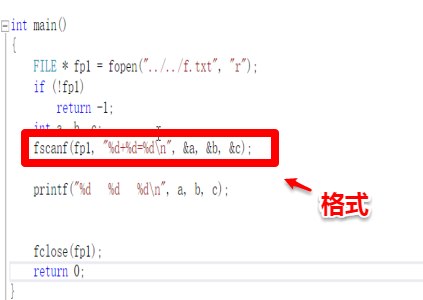 int main()
{
FILE * fp1 = fopen("../../f.txt", "r");
if (!fp1)
return -1;
int a, b, c;
fscanf(fp1, "%d+%d=%d\n", &a, &b, &c);
printf("%d %d %d\n", a, b, c);
格式
fclose(fp1);
return 0;
}